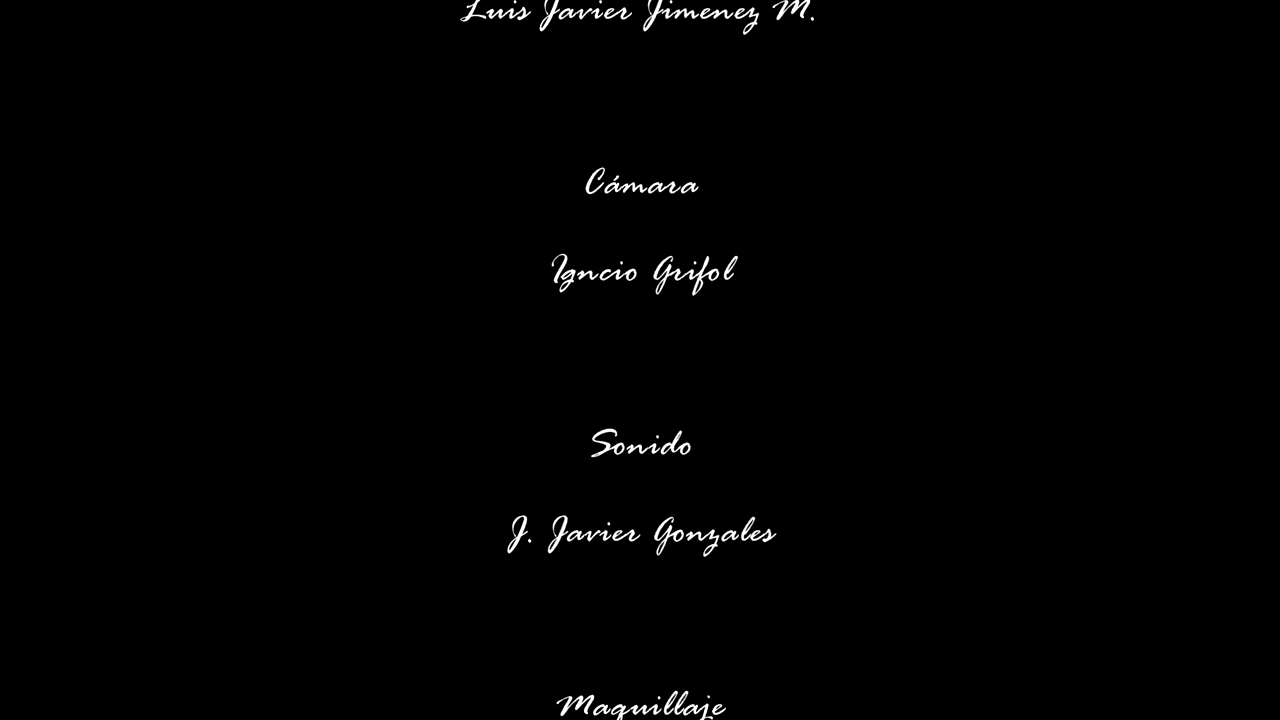 Luis Javier Jimenez M.
Cámara
Igncio Grifol
Sonido
J. Javier Gonzales
Maquillaje